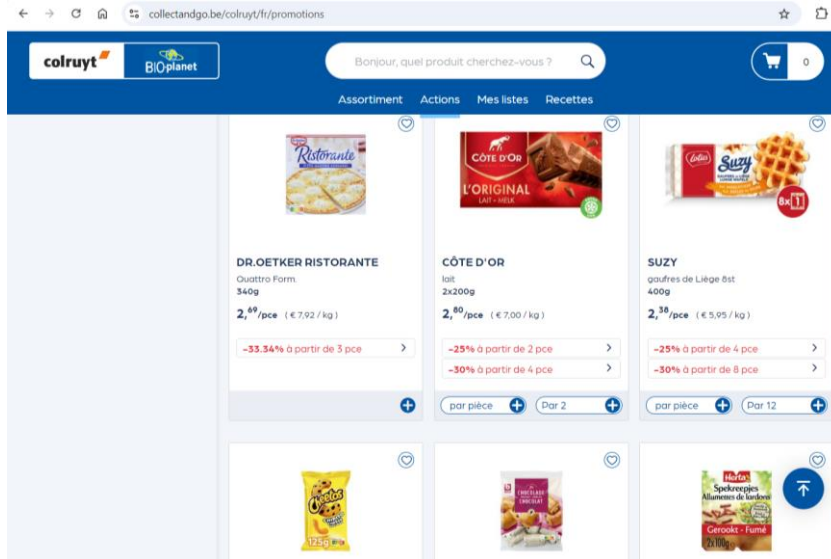 collectandgo.be/colruyt/fr/promotions
colruyt
BIOplanet
Bonjour, quel produit cherchez-vous ?
0
Assortiment Actions Mes listes Recettes
Ristorante
CÔTE D'OR
L'ORIGINAL
LAIT • MELK
Lotus
Suzy
8x1
DR.OETKER RISTORANTE
Quattro Form.
340g
2,69/pce (€ 7,92 / kg)
-33.34% à partir de 3 pce
CÔTE D'OR
lait
2x200g
2,80/pce (€ 7,00 / kg)
-25% à partir de 2 pce
-30% à partir de 4 pce
par pièce
Par 2
SUZY
gaufres de Liège 8st
400g
2,38/pce (€ 5,95 / kg)
-25% à partir de 4 pce
-30% à partir de 8 pce
par pièce
Par 12
Cheetos
125g
CHOCOLADE
CHOCOLAT
Herta
Spekreepjes
Allumettes de lardons
Gerookt - Fumé
2x100g